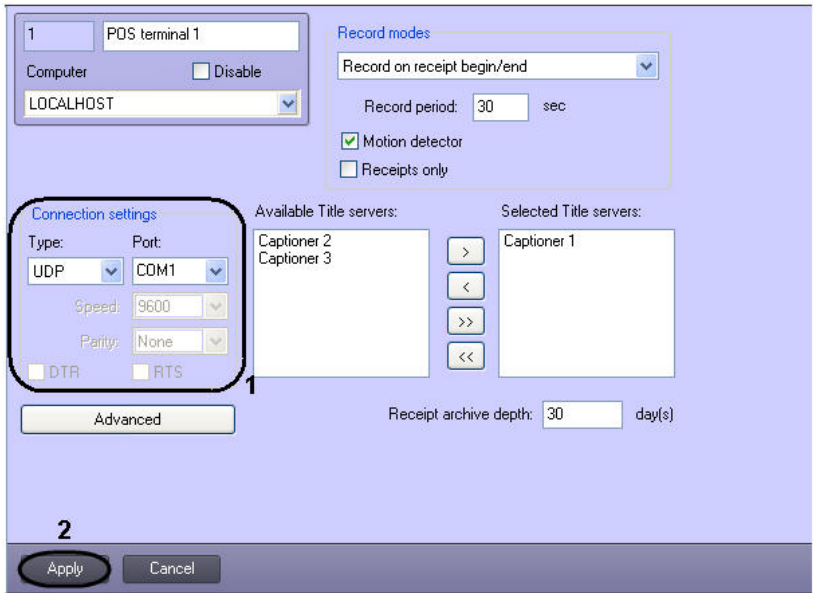 1
POS terminal 1
Computer
Disable
LOCALHOST
Record modes
Record on receipt begin/end
Record period: 30 sec
Motion detector
Receipts only
Connection settings
Type: Port:
UDP COM1
Speed: 9600
Parity: None
DTR RTS
1
Available Title servers:
Captioner 2
Captioner 3
>
<
>>
<<
Selected Title servers:
Captioner 1
Advanced
Receipt archive depth: 30 day(s)
2
Apply Cancel